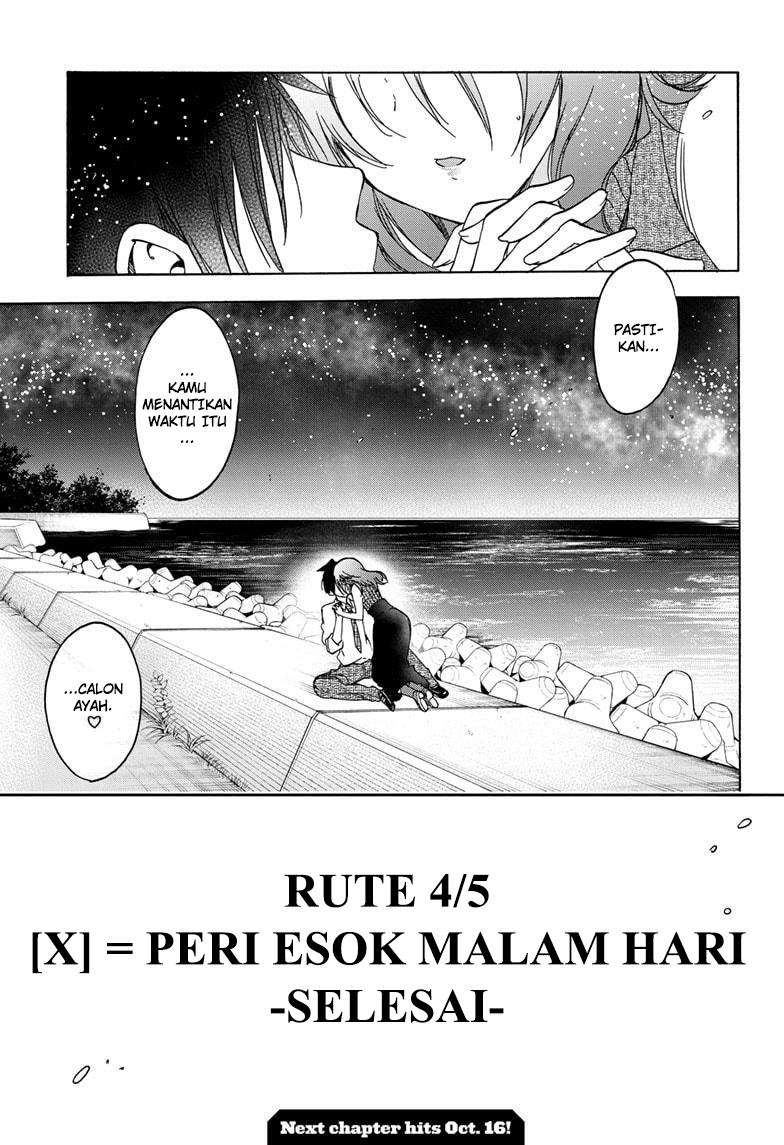 PASTI-
KAN...
...
KAMU
MENANTIKAN
WAKTU ITU
...
...CALON
AYAH.
♡
RUTE 4/5
[X] = PERI ESOK MALAM HARI
-SELESAI-
Next chapter hits Oct. 16!